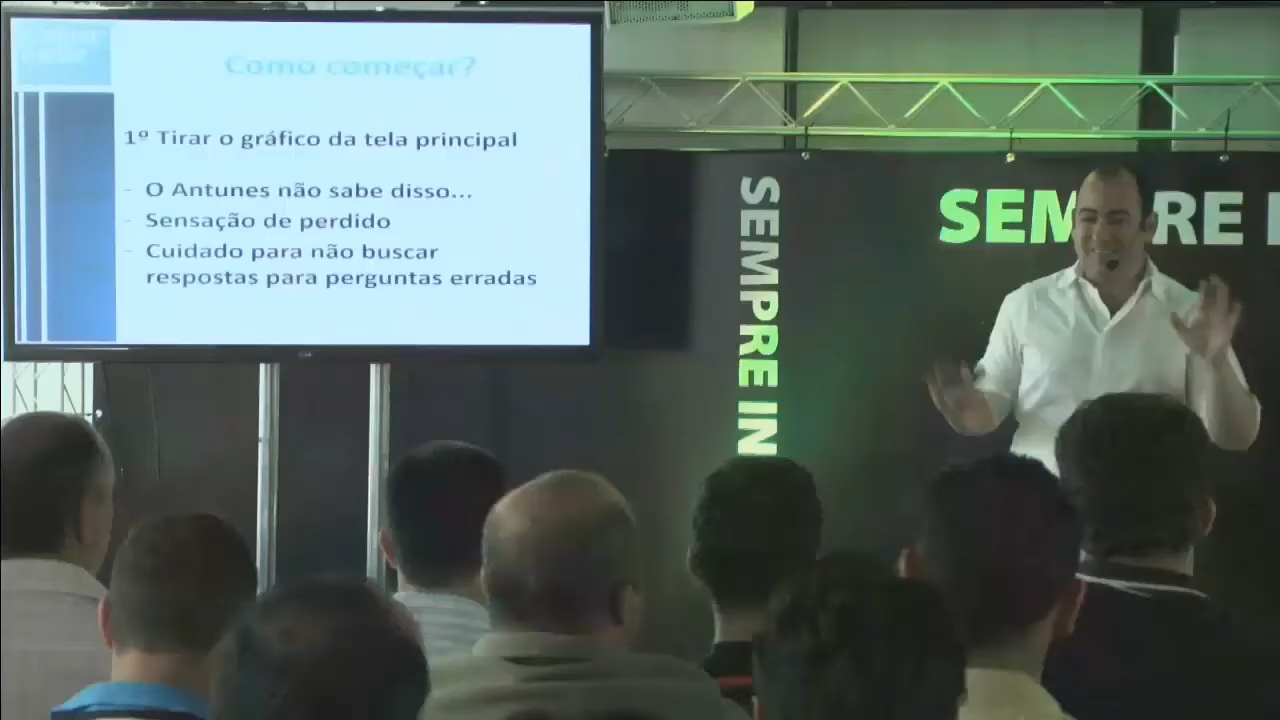 Como começar?
1º Tirar o gráfico da tela principal
- O Antunes não sabe disso...
- Sensação de perdido
- Cuidado para não buscar
respostas para perguntas erradas
SEMPRE IN
SEM RE